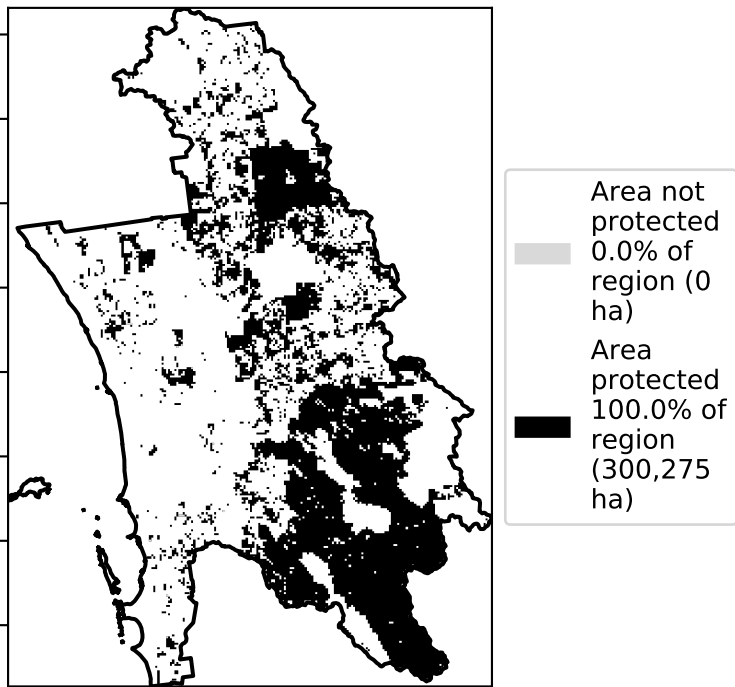 Area not
protected
0.0% of
region (0
ha)
Area
protected
100.0% of
region
(300,275
ha)